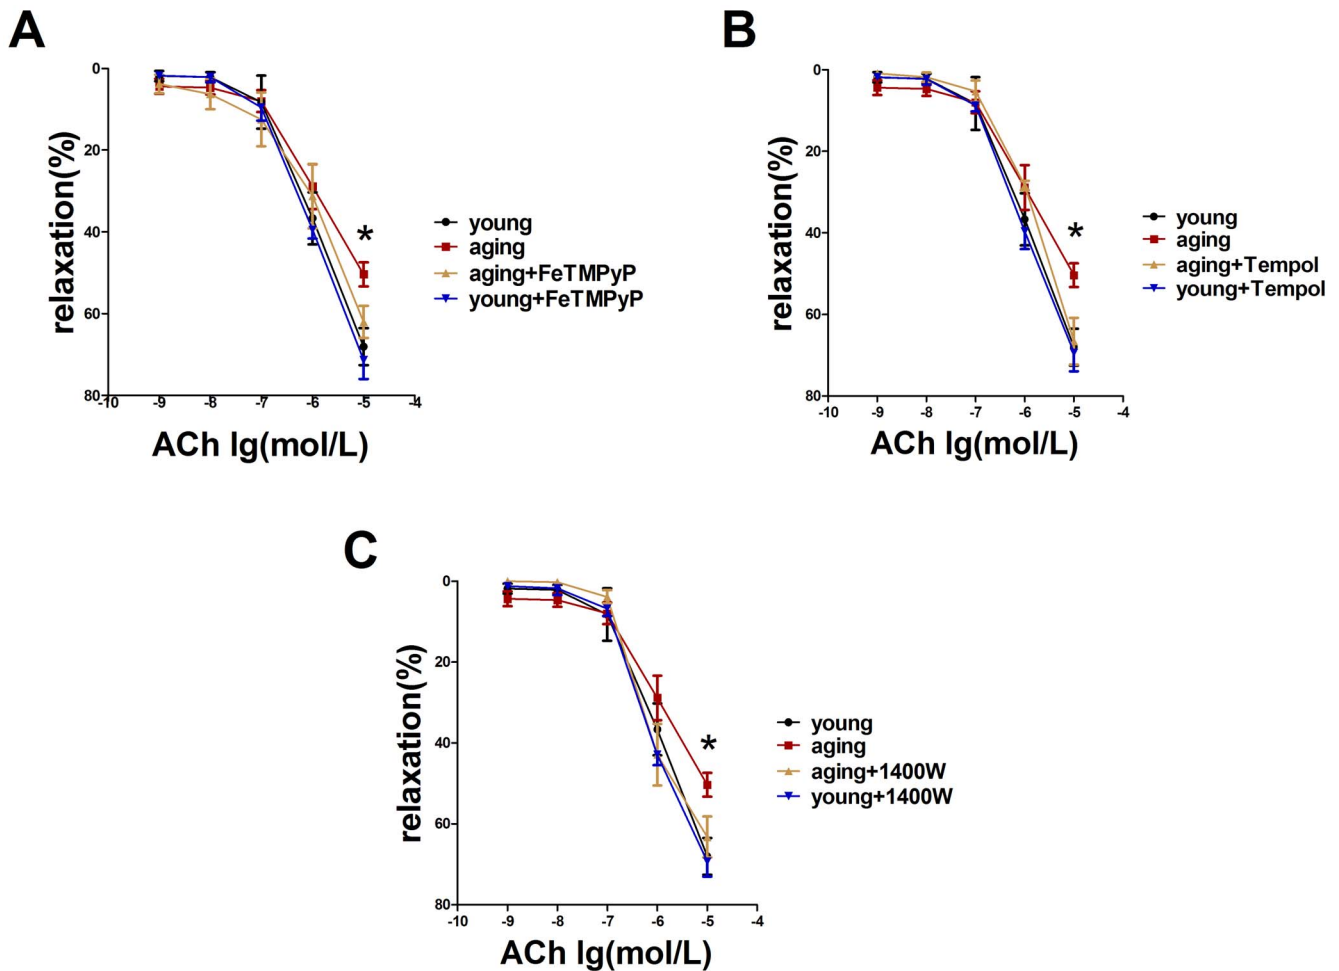 A
B
0
20
40
60
80
relaxation(%)
-10
-9
-8
-7
-6
-5
-4
ACh lg(mol/L)
*
young
aging
aging+FeTMPyP
young+FeTMPyP
0
20
40
60
80
relaxation(%)
-10
-9
-8
-7
-6
-5
-4
ACh lg(mol/L)
*
young
aging
aging+Tempol
young+Tempol
C
0
20
40
60
80
relaxation(%)
-10
-9
-8
-7
-6
-5
-4
ACh lg(mol/L)
*
young
aging
aging+1400W
young+1400W